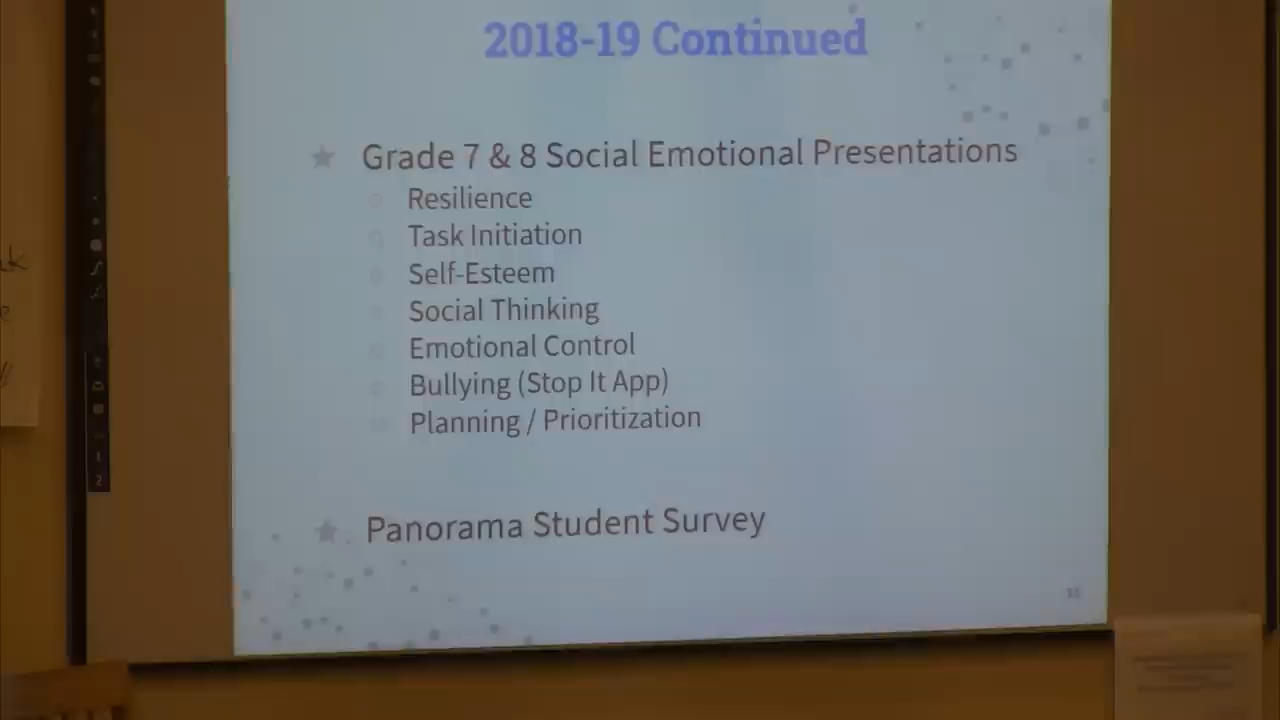 2018-19 Continued
Grade 7 & 8 Social Emotional Presentations
Resilience
Task Initiation
Self-Esteem
Social Thinking
Emotional Control
Bullying (Stop It App)
Planning / Prioritization
Panorama Student Survey